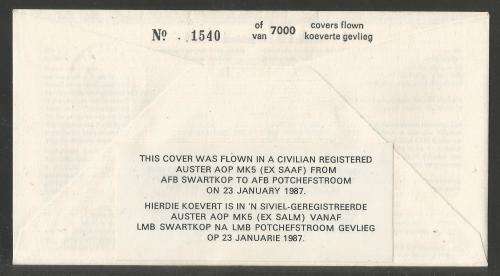 No. 1540 of 7000 covers flown
van koeverte gevlieg
THIS COVER WAS FLOWN IN A CIVILIAN REGISTERED
AUSTER AOP MK5 (EX SAAF) FROM
AFB SWARTKOP TO AFB POTCHEFSTROOM
ON 23 JANUARY 1987.
HIERDIE KOEVERT IS IN 'N SIVIEL-GEREGISTREERDE
AUSTER AOP MK5 (EX SALM) VANAF
LMB SWARTKOP NA LMB POTCHEFSTROOM GEVLIEG
OP 23 JANUARIE 1987.